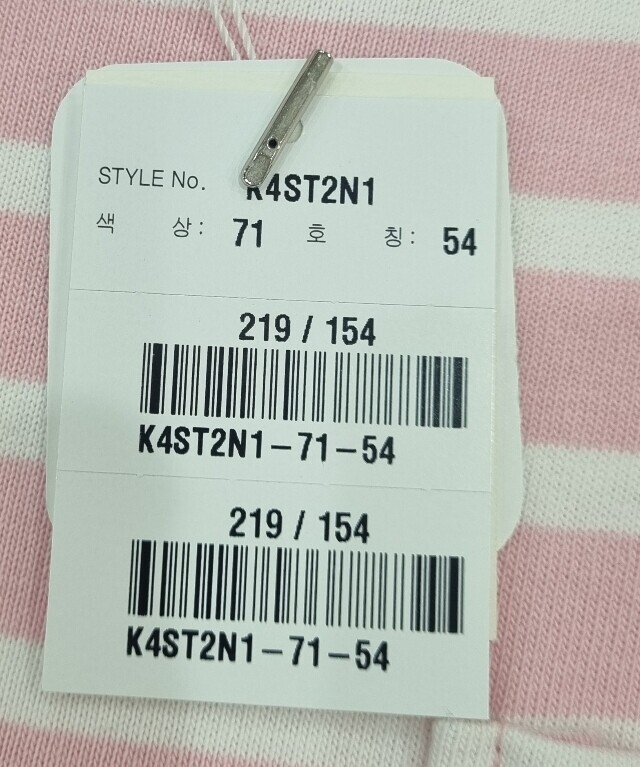 STYLE No. K4ST2N1
색 상: 71 호 칭: 54
219 / 154
K4ST2N1-71-54
219 / 154
K4ST2N1-71-54